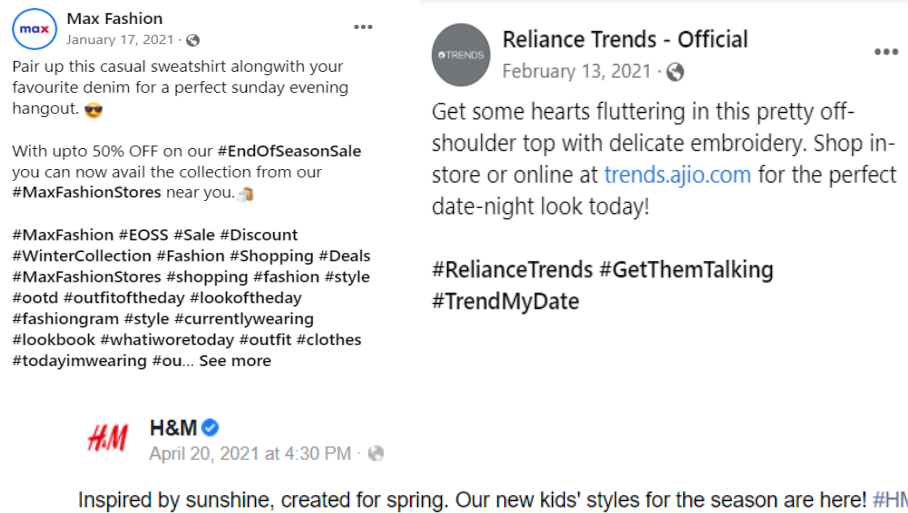 max
Max Fashion
January 17, 2021 ·
Pair up this casual sweatshirt alongwith your
favourite denim for a perfect sunday evening
hangout. 😎
With upto 50% OFF on our #EndOfSeasonSale
you can now avail the collection from our
#MaxFashionStores near you.
#MaxFashion #EOSS #Sale #Discount
#WinterCollection #Fashion #Shopping #Deals
#MaxFashionStores #shopping #fashion #style
#ootd #outfitoftheday #lookoftheday
#fashiongram #style #currentlywearing
#lookbook #whatiworetoday #outfit #clothes
#todayimwearing #ou... See more
TRENDS
Reliance Trends - Official
February 13, 2021 ·
Get some hearts fluttering in this pretty off-
shoulder top with delicate embroidery. Shop in-
store or online at trends.ajio.com for the perfect
date-night look today!
#RelianceTrends #GetThemTalking
#TrendMyDate
H&M
H&M
April 20, 2021 at 4:30 PM ·
Inspired by sunshine, created for spring. Our new kids' styles for the season are here! #HM